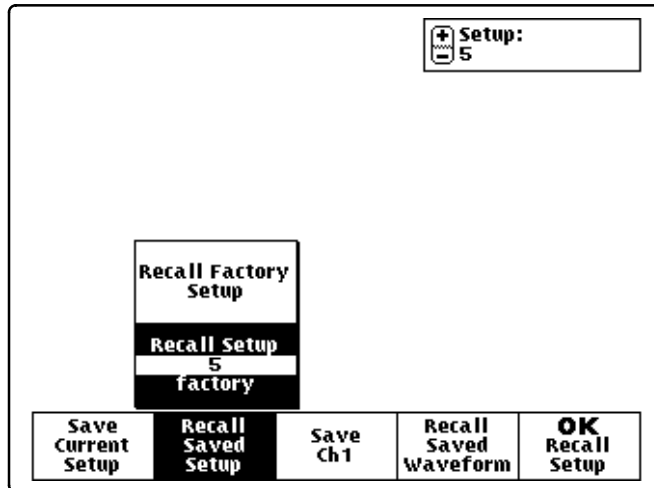 Setup:
5
Recall Factory
Setup
Recall Setup
5
factory
Save
Current
Setup
Recall
Saved
Setup
Save
Ch1
Recall
Saved
Waveform
OK
Recall
Setup